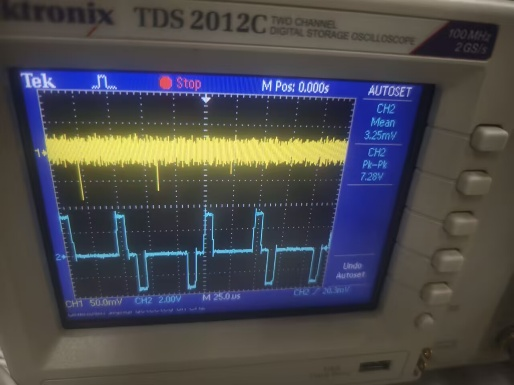 ktronix TDS 2012C TWO CHANNEL
DIGITAL STORAGE OSCILLOSCOPE
100 MHz
2 GS/s
Tek Stop M Pos: 0.000s AUTOSET
CH2
Mean
3.25mV
CH2
Pk-Pk
7.28V
1
2
Undo
Autoset
CH1 50.0mV CH2 2.00V M 25.0µs CH2 / 20.3mV